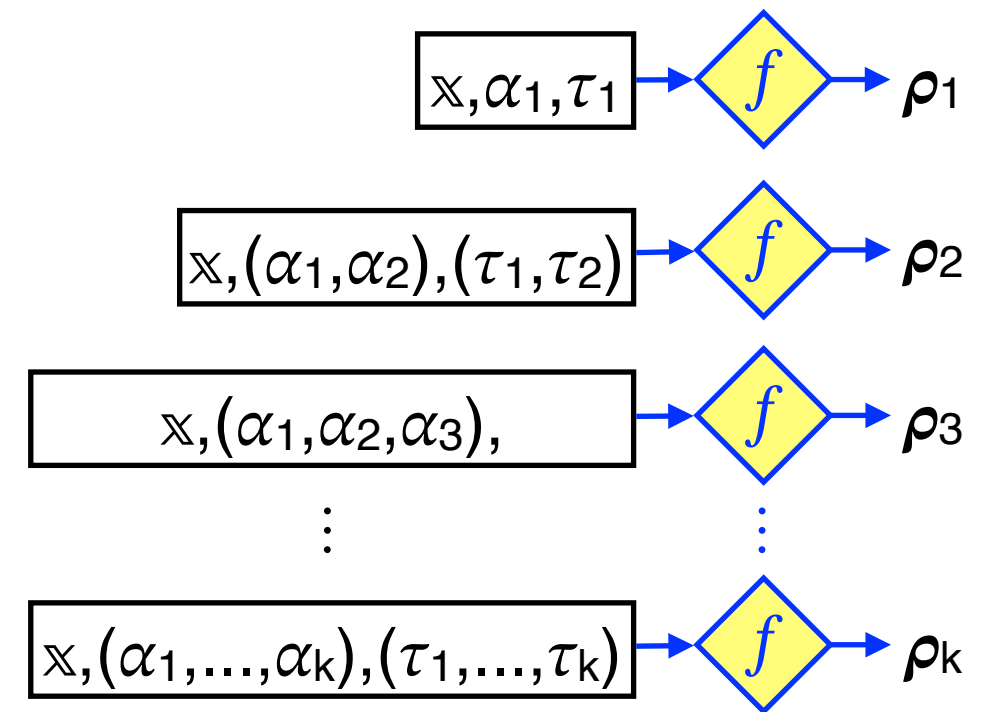 𝕩,α₁,τ₁ f ρ₁
𝕩,(α₁,α₂),(τ₁,τ₂) f ρ₂
𝕩,(α₁,α₂,α₃), f ρ₃
⋮ ⋮
𝕩,(α₁,...,αₖ),(τ₁,...,τₖ) f ρₖ